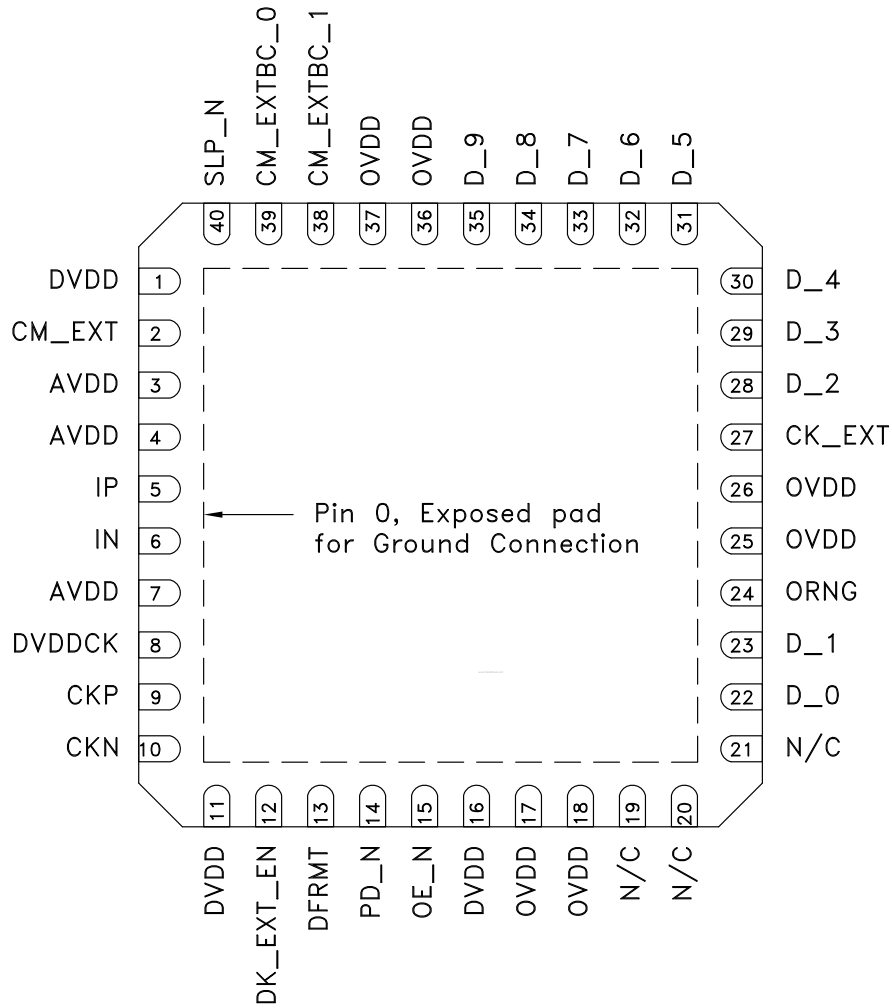 SLP_N
CM_EXTBC_0
CM_EXTBC_1
OVDD
OVDD
D_9
D_8
D_7
D_6
D_5
40
39
38
37
36
35
34
33
32
31
DVDD 1
CM_EXT 2
AVDD 3
AVDD 4
IP 5
IN 6
AVDD 7
DVDDCK 8
CKP 9
CKN 10
Pin 0, Exposed pad
for Ground Connection
30 D_4
29 D_3
28 D_2
27 CK_EXT
26 OVDD
25 OVDD
24 ORNG
23 D_1
22 D_0
21 N/C
11
12
13
14
15
16
17
18
19
20
DVDD
DK_EXT_EN
DFRMT
PD_N
OE_N
DVDD
OVDD
OVDD
N/C
N/C